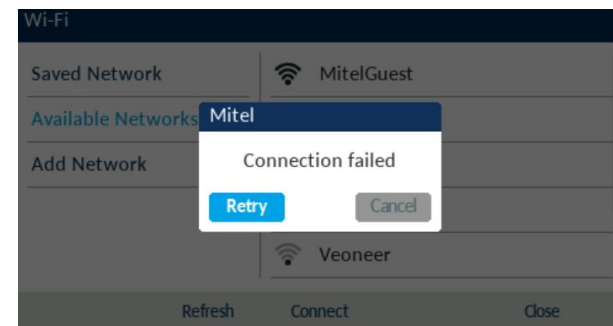 Wi-Fi
Saved Network
MitelGuest
Available Networks
Mitel
Add Network
Connection failed
Retry
Cancel
Veoneer
Refresh
Connect
Close